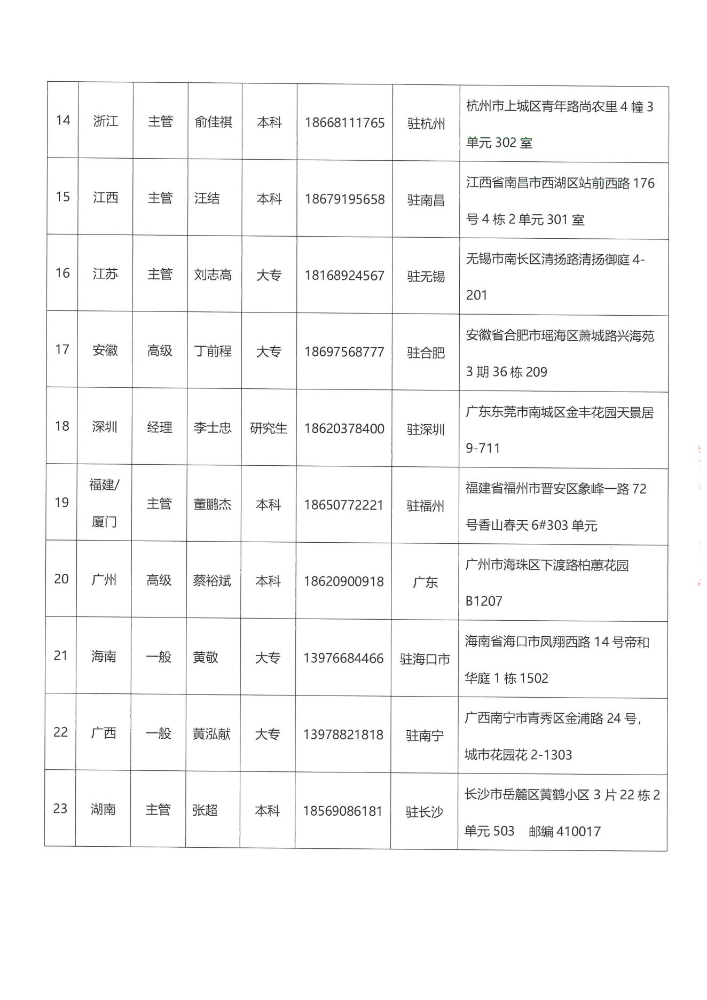 14 浙江 主管 俞佳祺 本科 18668111765 驻杭州 杭州市上城区青年路尚农里 4 幢 3
单元 302 室
15 江西 主管 汪结 本科 18679195658 驻南昌 江西省南昌市西湖区站前西路 176
号 4 栋 2 单元 301 室
16 江苏 主管 刘志高 大专 18168924567 驻无锡 无锡市南长区清扬路清扬御庭 4-
201
17 安徽 高级 丁前程 大专 18697568777 驻合肥 安徽省合肥市瑶海区萧城路兴海苑
3 期 36 栋 209
18 深圳 经理 李士忠 研究生 18620378400 驻深圳 广东东莞市南城区金丰花园天景居
9-711
19 福建/ 主管 董鹏杰 本科 18650772221 驻福州 福建省福州市晋安区象峰一路 72
厦门 号香山春天 6#303 单元
20 广州 高级 蔡裕斌 本科 18620900918 广东 广州市海珠区下渡路柏蕙花园
B1207
21 海南 一般 黄敬 大专 13976684466 驻海口市 海南省海口市凤翔西路 14 号帝和
华庭 1 栋 1502
22 广西 一般 黄泓献 大专 13978821818 驻南宁 广西南宁市青秀区金浦路 24 号,
城市花园花 2-1303
23 湖南 主管 张超 本科 18569086181 驻长沙 长沙市岳麓区黄鹤小区 3 片 22 栋 2
单元 503 邮编 410017